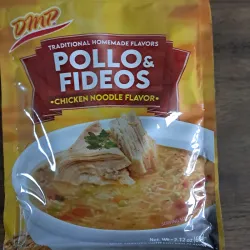 DMP
TRADITIONAL HOMEMADE FLAVORS
POLLO &
FIDEOS
•CHICKEN NOODLE FLAVOR•